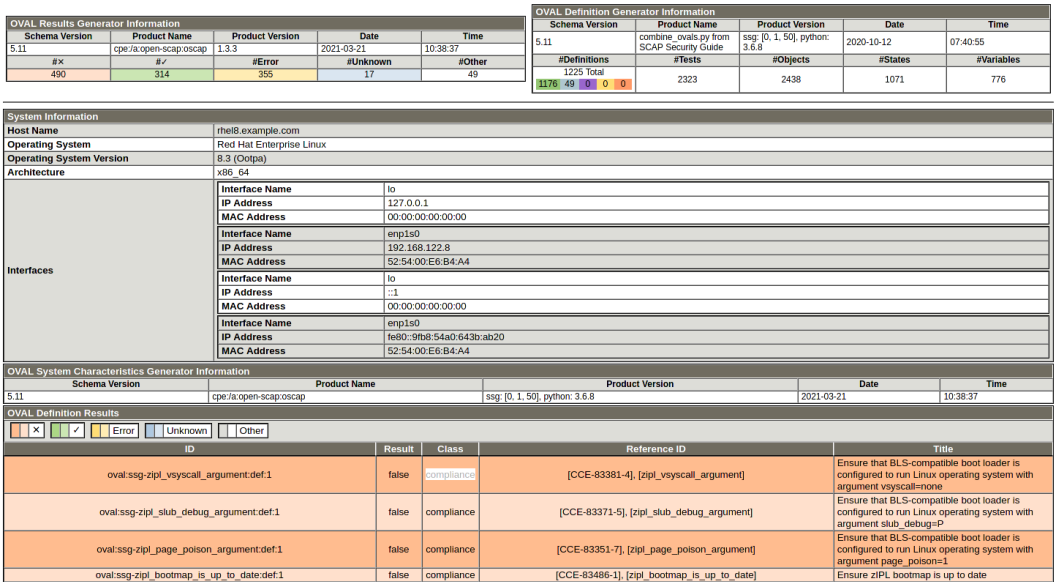 OVAL Results Generator Information
Schema Version Product Name Product Version Date Time
5.11 cpe:/a:open-scap:oscap 1.3.3 2021-03-21 10:38:37
#✕ #✓ #Error #Unknown #Other
490 314 355 17 49
OVAL Definition Generator Information
Schema Version Product Name Product Version Date Time
5.11 combine_ovals.py from SCAP Security Guide ssg: [0, 1, 50], python: 3.6.8 2020-10-12 07:40:55
#Definitions #Tests #Objects #States #Variables
1225 Total
1176 49 0 0 0 2323 2438 1071 776
System Information
Host Name rhel8.example.com
Operating System Red Hat Enterprise Linux
Operating System Version 8.3 (Ootpa)
Architecture x86_64
Interfaces
Interface Name lo
IP Address 127.0.0.1
MAC Address 00:00:00:00:00:00
Interface Name enp1s0
IP Address 192.168.122.8
MAC Address 52:54:00:E6:B4:A4
Interface Name lo
IP Address ::1
MAC Address 00:00:00:00:00:00
Interface Name enp1s0
IP Address fe80::9fb8:54a0:643b:ab20
MAC Address 52:54:00:E6:B4:A4
OVAL System Characteristics Generator Information
Schema Version Product Name Product Version Date Time
5.11 cpe:/a:open-scap:oscap ssg: [0, 1, 50], python: 3.6.8 2021-03-21 10:38:37
OVAL Definition Results
✕ ✓ Error Unknown Other
ID Result Class Reference ID Title
oval:ssg-zipl_vsyscall_argument:def:1 false compliance [CCE-83381-4], [zipl_vsyscall_argument] Ensure that BLS-compatible boot loader is
configured to run Linux operating system with
argument vsyscall=none
oval:ssg-zipl_slub_debug_argument:def:1 false compliance [CCE-83371-5], [zipl_slub_debug_argument] Ensure that BLS-compatible boot loader is
configured to run Linux operating system with
argument slub_debug=P
oval:ssg-zipl_page_poison_argument:def:1 false compliance [CCE-83351-7], [zipl_page_poison_argument] Ensure that BLS-compatible boot loader is
configured to run Linux operating system with
argument page_poison=1
oval:ssg-zipl_bootmap_is_up_to_date:def:1 false compliance [CCE-83486-1], [zipl_bootmap_is_up_to_date] Ensure zIPL bootmap is up to date